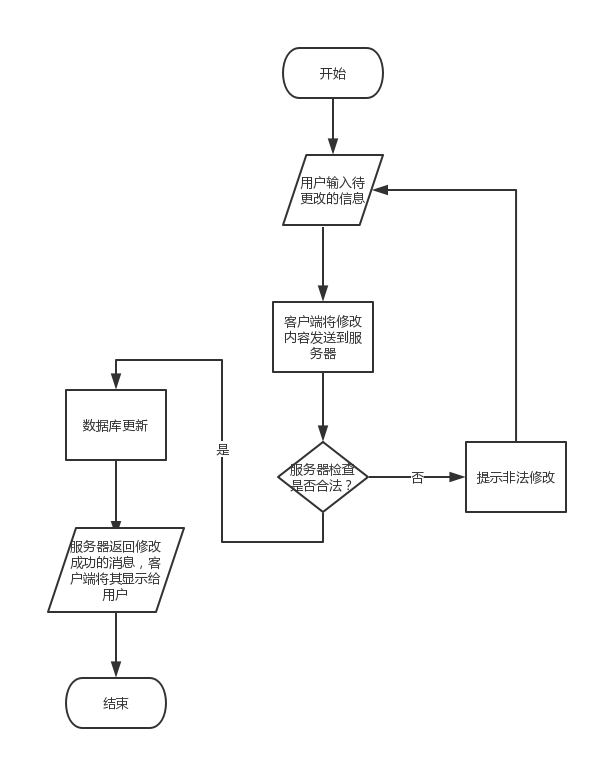 开始
用户输入待
更改的信息
客户端将修改
内容发送到服
务器
数据库更新
是
服务器检查
是否合法？
否
提示非法修改
服务器返回修改
成功的消息，客
户端将其显示给
用户
结束